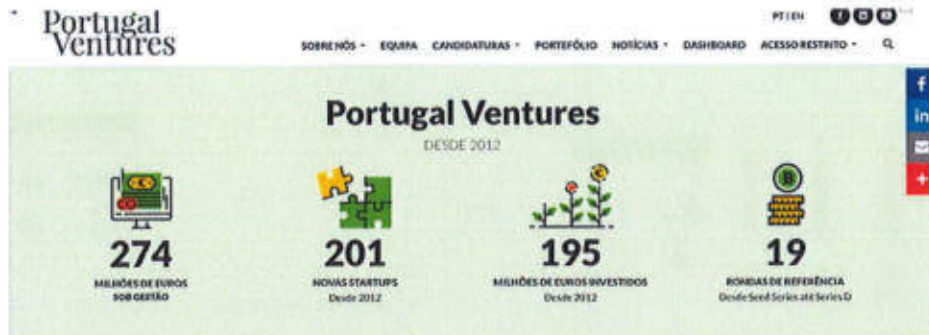 Portugal
Ventures
PT | EN
SOBRE NÓS
EQUIPA
CANDIDATURAS
PORTEFÓLIO
NOTÍCIAS
DASHBOARD
ACESSO RESTRITO
Portugal Ventures
DESDE 2012
274
MILHÕES DE EUROS
SOB GESTÃO
201
NOVAS STARTUPS
Desde 2012
195
MILHÕES DE EUROS INVESTIDOS
Desde 2012
19
RONDAS DE REFERÊNCIA
Desde Seed Series até Series D